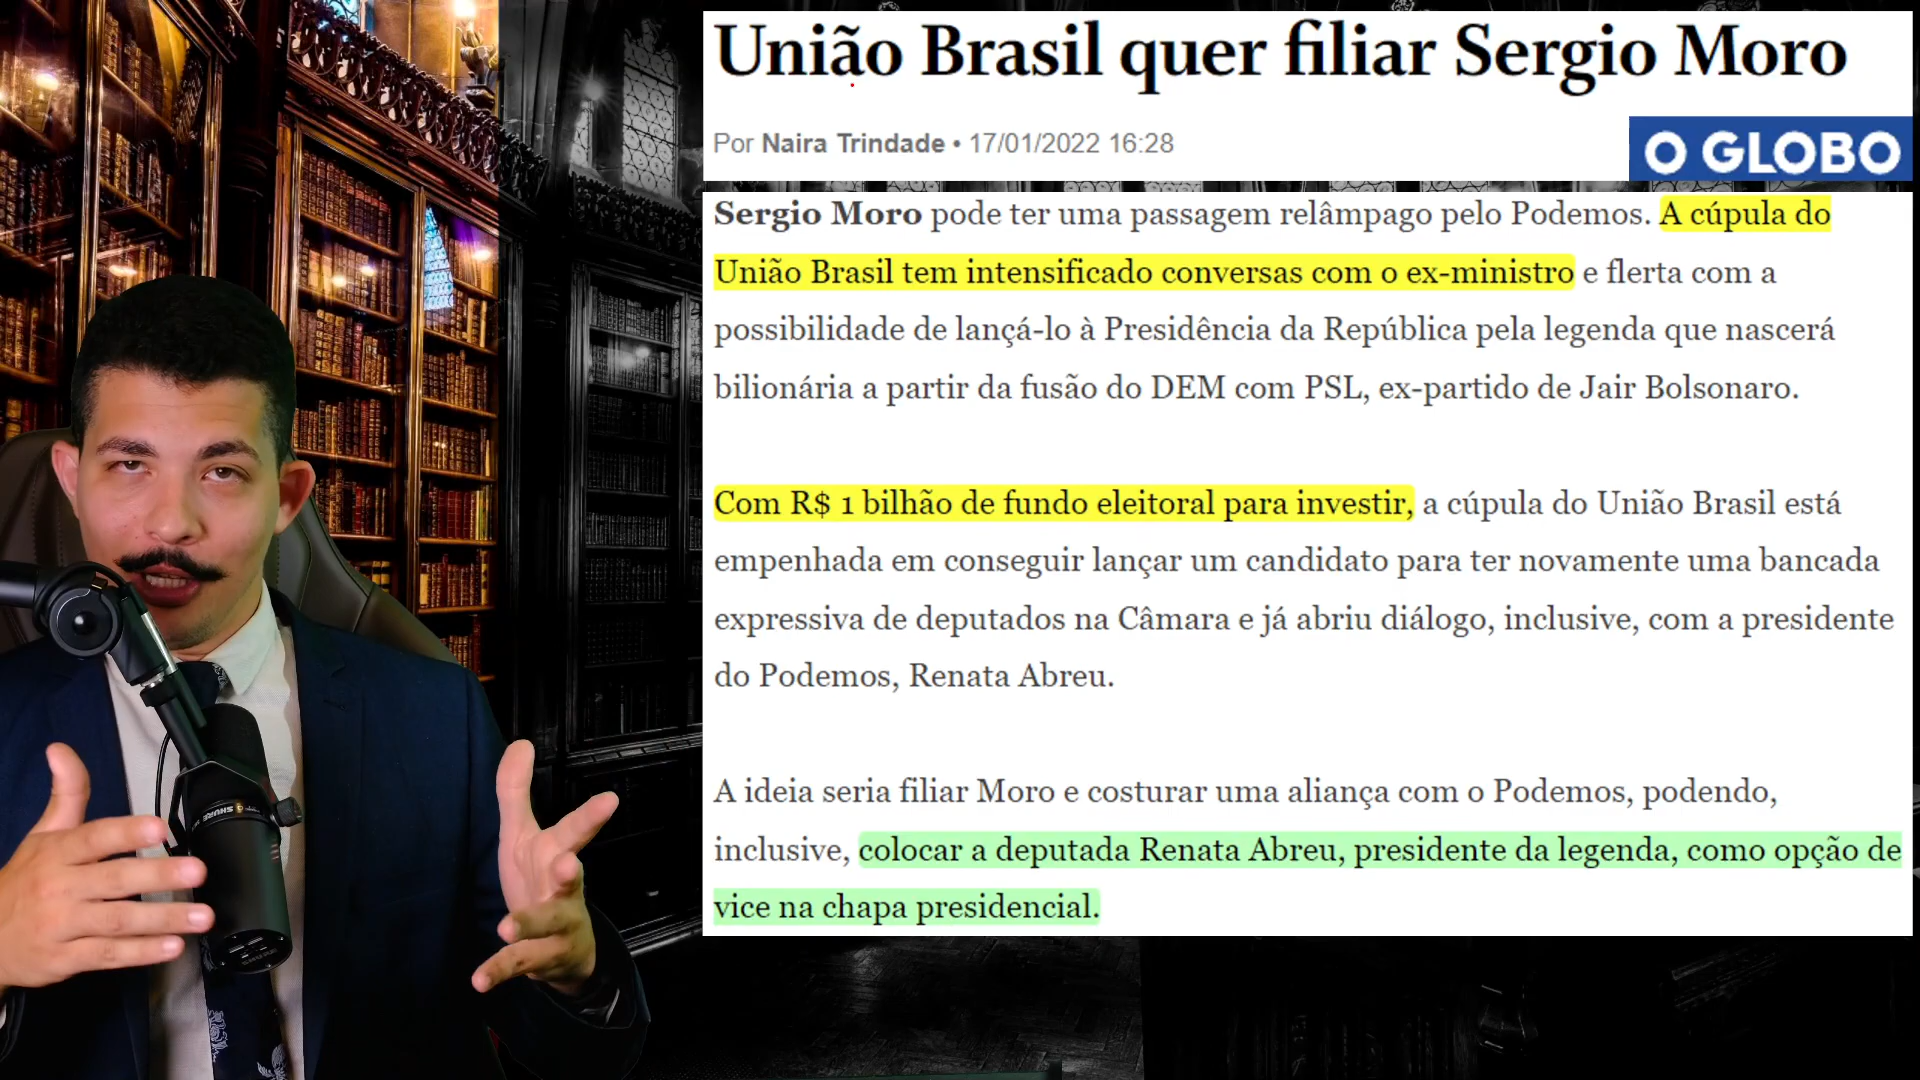 União Brasil quer filiar Sergio Moro
Por Naira Trindade • 17/01/2022 16:28
O GLOBO
Sergio Moro pode ter uma passagem relâmpago pelo Podemos. A cúpula do
União Brasil tem intensificado conversas com o ex-ministro e flerta com a
possibilidade de lançá-lo à Presidência da República pela legenda que nascerá
bilionária a partir da fusão do DEM com PSL, ex-partido de Jair Bolsonaro.
Com R$ 1 bilhão de fundo eleitoral para investir, a cúpula do União Brasil está
empenhada em conseguir lançar um candidato para ter novamente uma bancada
expressiva de deputados na Câmara e já abriu diálogo, inclusive, com a presidente
do Podemos, Renata Abreu.
A ideia seria filiar Moro e costurar uma aliança com o Podemos, podendo,
inclusive, colocar a deputada Renata Abreu, presidente da legenda, como opção de
vice na chapa presidencial.
SHURE